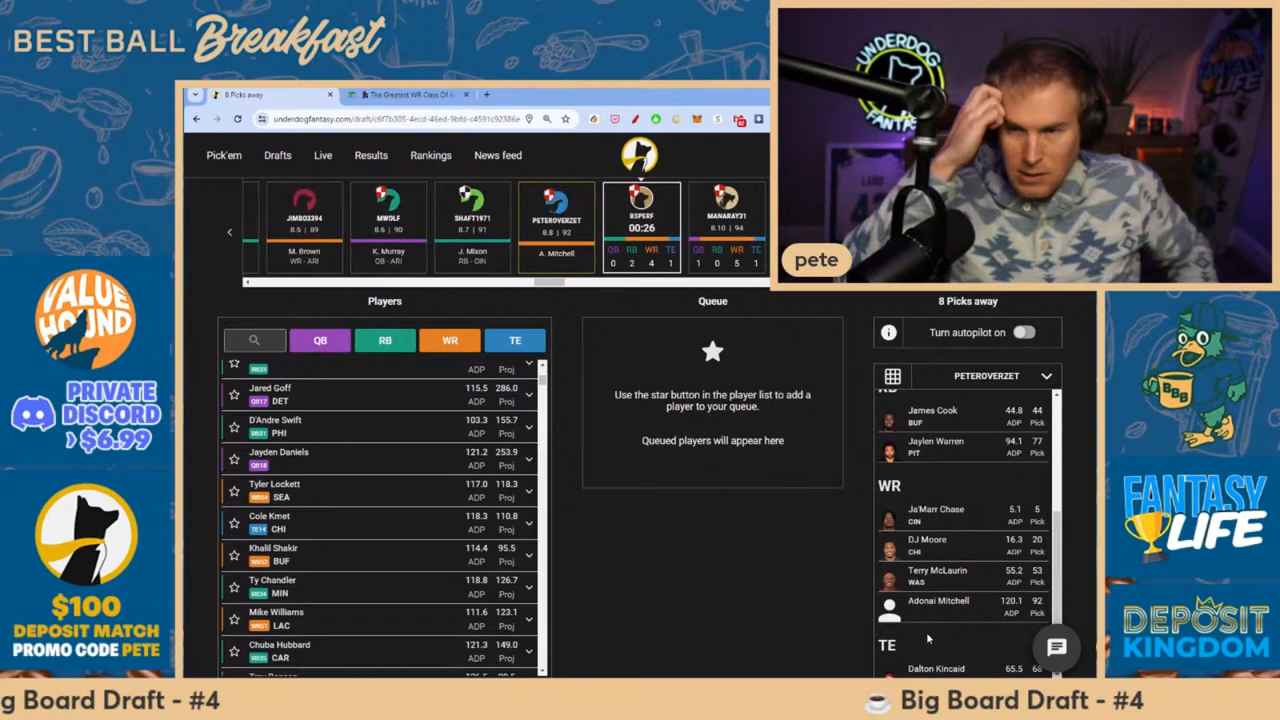 BEST BALL Breakfast
UNDERDOG
FANTASY
pete
8 Picks away
The Greatest WR Class Of A
underdogfantasy.com/draft/c6f7b305-4ecd-46ed-9bfd-c4591c92386e
Pick'em Drafts Live Results Rankings News feed
JIMBO3394
8.5 | 89
M. Brown
WR - ARI
MWOLF
8.6 | 90
K. Murray
QB - ARI
SHAFT1971
8.7 | 91
J. Mixon
RB - CIN
PETEROVERZET
8.8 | 92
A. Mitchell
BSPERF
00:26
QB RB WR TE
0 2 4 1
MANARAY31
8.10 | 94
QB RB WR TE
1 0 5 1
Players
QB RB WR TE
ADP Proj
Jared Goff 115.5 286.0
QB17 DET ADP Proj
D'Andre Swift 103.3 155.7
RB31 PHI ADP Proj
Jayden Daniels 121.2 253.9
QB18 ADP Proj
Tyler Lockett 117.0 118.3
SEA ADP Proj
Cole Kmet 118.3 110.8
TE14 CHI ADP Proj
Khalil Shakir 114.4 95.5
BUF ADP Proj
Ty Chandler 118.8 126.7
RB34 MIN ADP Proj
Mike Williams 111.6 123.1
LAC ADP Proj
Chuba Hubbard 121.3 149.0
CAR ADP Proj
Queue
Use the star button in the player list to add a
player to your queue.
Queued players will appear here
8 Picks away
Turn autopilot on
PETEROVERZET
James Cook 44.8 44
BUF ADP Pick
Jaylen Warren 94.1 77
PIT ADP Pick
WR
Ja'Marr Chase 5.1 5
CIN ADP Pick
DJ Moore 16.3 20
CHI ADP Pick
Terry McLaurin 55.2 53
WAS ADP Pick
Adonai Mitchell 120.1 92
ADP Pick
TE
Dalton Kincaid 65.5 68
VALUE
HOUND
PRIVATE
DISCORD
> $6.99
$100
DEPOSIT MATCH
PROMO CODE PETE
BBB
FANTASY
LIFE
DEPOSIT
KINGDOM
g Board Draft - #4
Big Board Draft - #4